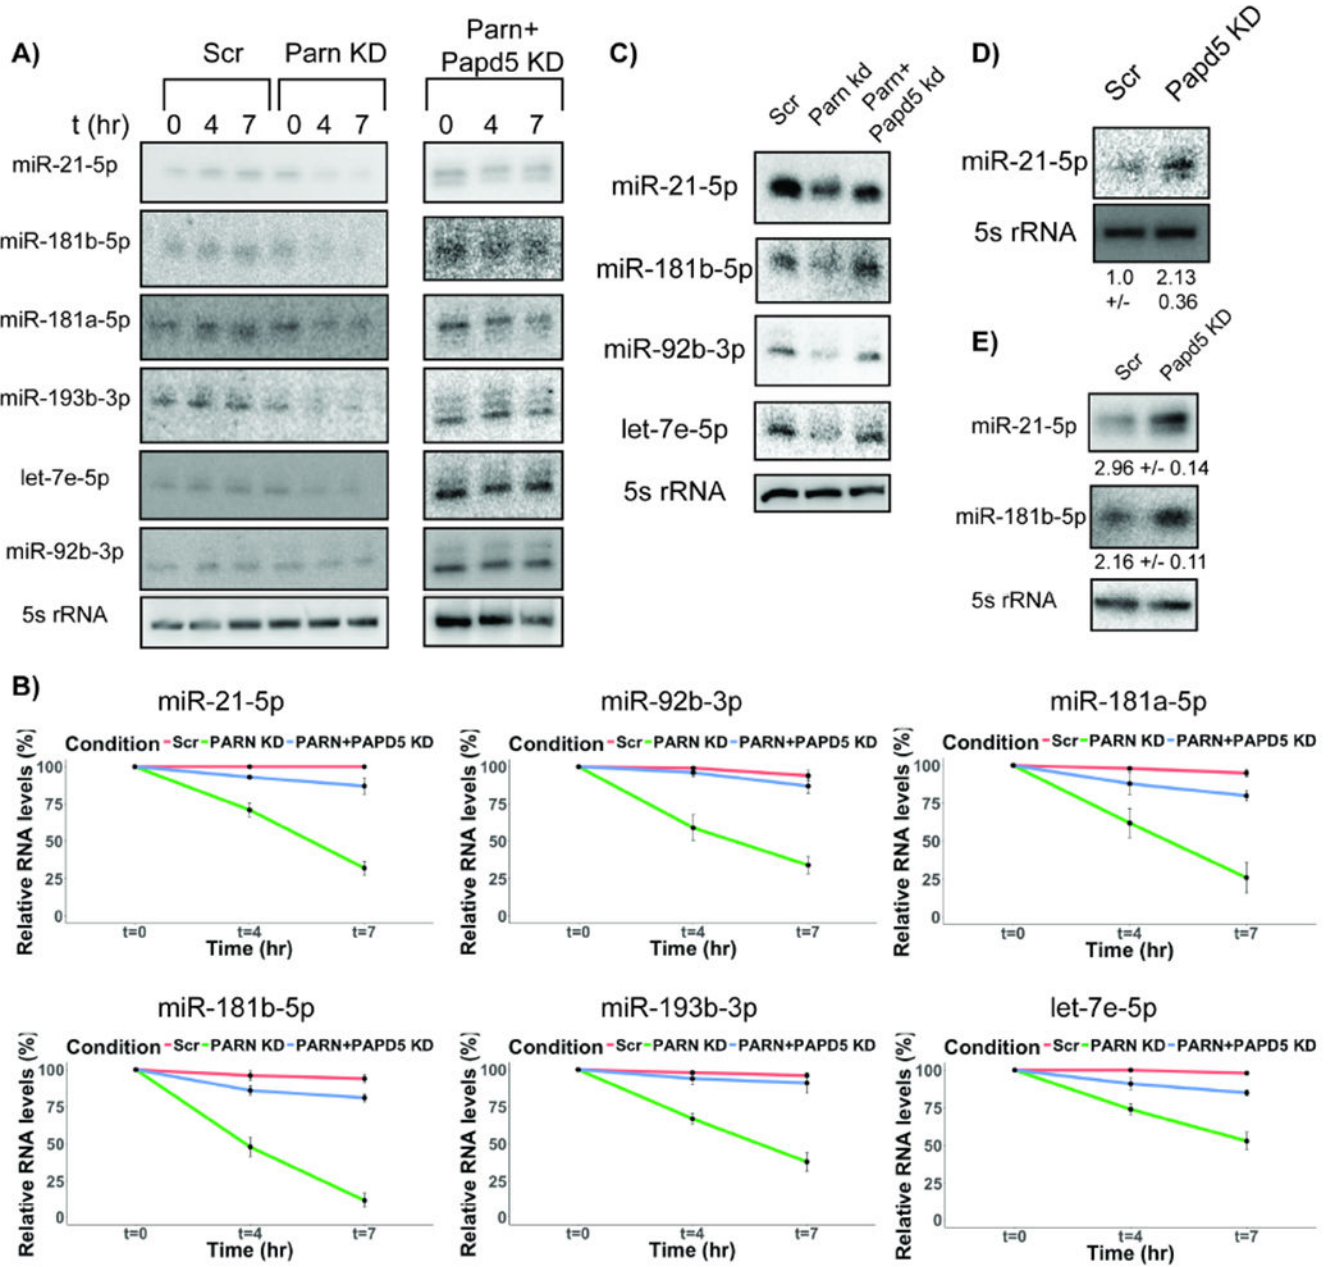 A)
Scr
Parn KD
Parn+
Papd5 KD
t (hr)
0 4 7 0 4 7
0 4 7
miR-21-5p
miR-181b-5p
miR-181a-5p
miR-193b-3p
let-7e-5p
miR-92b-3p
5s rRNA
C)
Scr
Parn kd
Parn+
Papd5 kd
miR-21-5p
miR-181b-5p
miR-92b-3p
let-7e-5p
5s rRNA
D)
Scr
Papd5 KD
miR-21-5p
5s rRNA
1.0 2.13
+/- 0.36
E)
Scr
Papd5 KD
miR-21-5p
2.96 +/- 0.14
miR-181b-5p
2.16 +/- 0.11
5s rRNA
B)
miR-21-5p
Condition Scr PARN KD PARN+PAPD5 KD
Relative RNA levels (%)
100
75
50
25
0
t=0 t=4 t=7
Time (hr)
miR-92b-3p
Condition Scr PARN KD PARN+PAPD5 KD
Relative RNA levels (%)
100
75
50
25
0
t=0 t=4 t=7
Time (hr)
miR-181a-5p
Condition Scr PARN KD PARN+PAPD5 KD
Relative RNA levels (%)
100
75
50
25
0
t=0 t=4 t=7
Time (hr)
miR-181b-5p
Condition Scr PARN KD PARN+PAPD5 KD
Relative RNA levels (%)
100
75
50
25
0
t=0 t=4 t=7
Time (hr)
miR-193b-3p
Condition Scr PARN KD PARN+PAPD5 KD
Relative RNA levels (%)
100
75
50
25
0
t=0 t=4 t=7
Time (hr)
let-7e-5p
Condition Scr PARN KD PARN+PAPD5 KD
Relative RNA levels (%)
100
75
50
25
0
t=0 t=4 t=7
Time (hr)